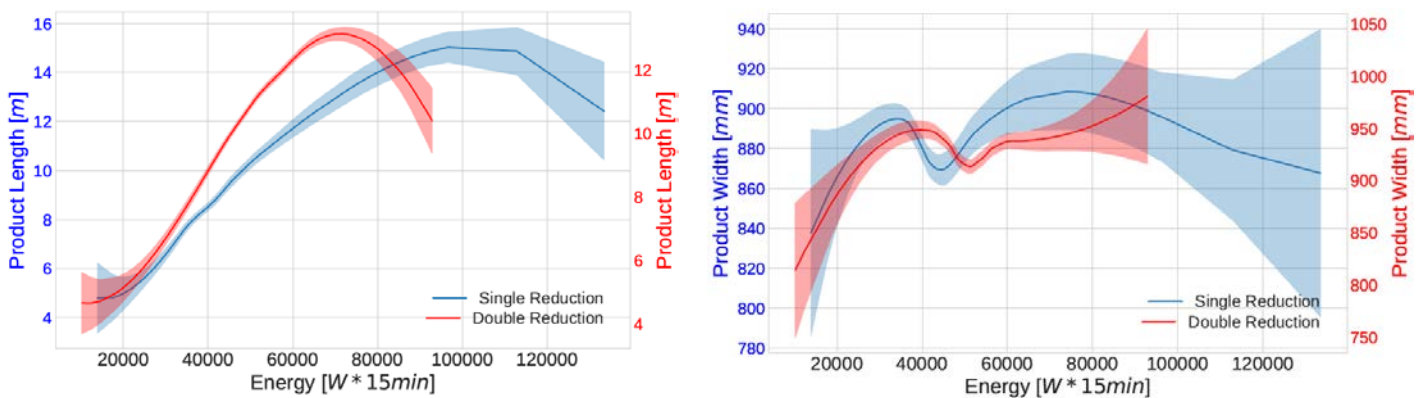 16
14
12
10
8
6
4
Product Length [m]
12
10
8
6
4
Product Length [m]
Single Reduction
Double Reduction
20000 40000 60000 80000 100000 120000
Energy [W * 15min]
940
920
900
880
860
840
820
800
780
Product Width [mm]
1050
1000
950
900
850
800
750
Product Width [mm]
Single Reduction
Double Reduction
20000 40000 60000 80000 100000 120000
Energy [W * 15min]